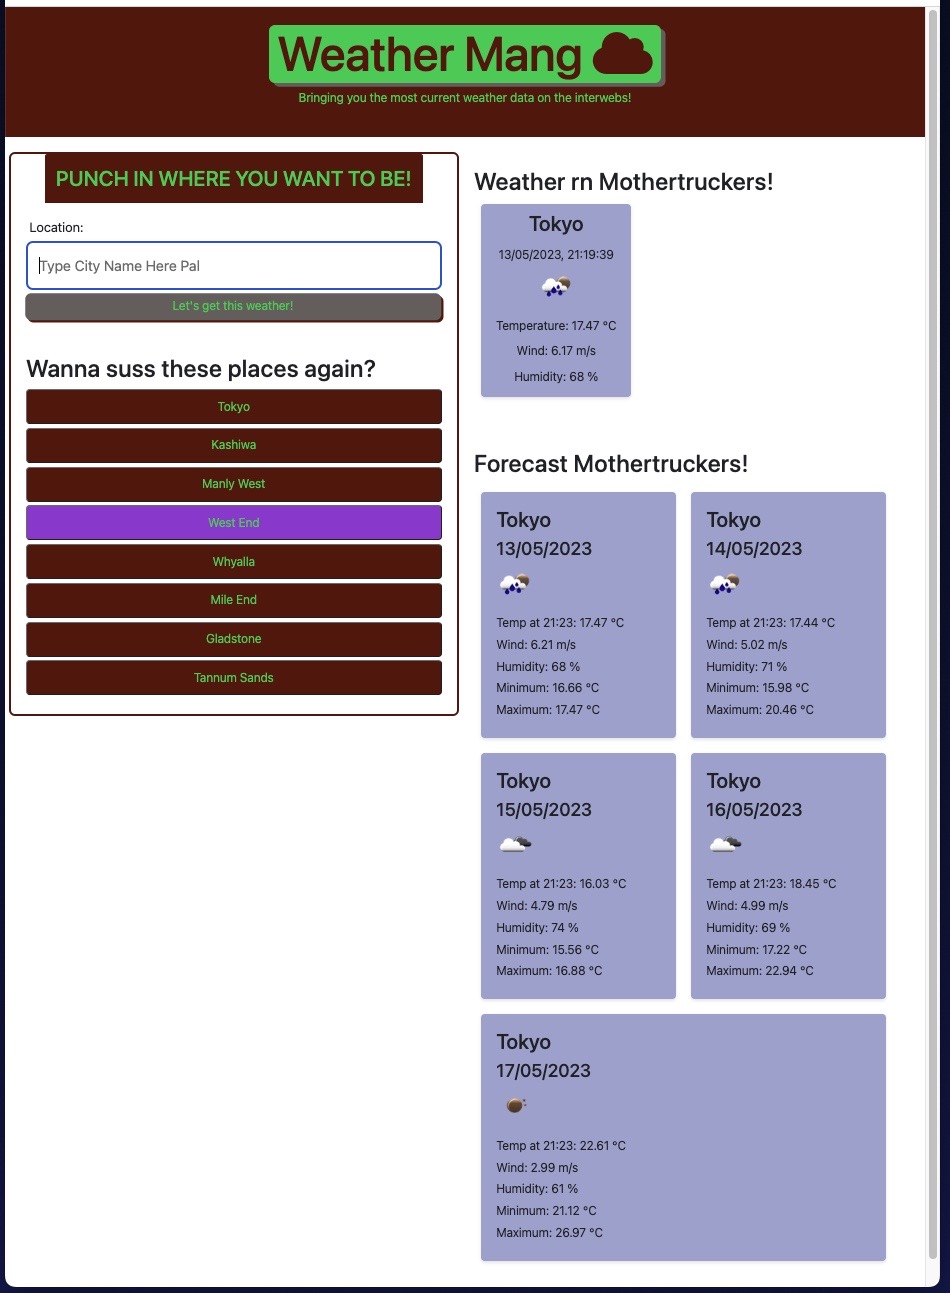 Weather Mang
Bringing you the most current weather data on the interwebs!
PUNCH IN WHERE YOU WANT TO BE!
Location:
Type City Name Here Pal
Let's get this weather!
Wanna suss these places again?
Tokyo
Kashiwa
Manly West
West End
Whyalla
Mile End
Gladstone
Tannum Sands
Weather rn Mothertruckers!
Tokyo
13/05/2023, 21:19:39
Temperature: 17.47 °C
Wind: 6.17 m/s
Humidity: 68 %
Forecast Mothertruckers!
Tokyo
13/05/2023
Temp at 21:23: 17.47 °C
Wind: 6.21 m/s
Humidity: 68 %
Minimum: 16.66 °C
Maximum: 17.47 °C
Tokyo
14/05/2023
Temp at 21:23: 17.44 °C
Wind: 5.02 m/s
Humidity: 71 %
Minimum: 15.98 °C
Maximum: 20.46 °C
Tokyo
15/05/2023
Temp at 21:23: 16.03 °C
Wind: 4.79 m/s
Humidity: 74 %
Minimum: 15.56 °C
Maximum: 16.88 °C
Tokyo
16/05/2023
Temp at 21:23: 18.45 °C
Wind: 4.99 m/s
Humidity: 69 %
Minimum: 17.22 °C
Maximum: 22.94 °C
Tokyo
17/05/2023
Temp at 21:23: 22.61 °C
Wind: 2.99 m/s
Humidity: 61 %
Minimum: 21.12 °C
Maximum: 26.97 °C